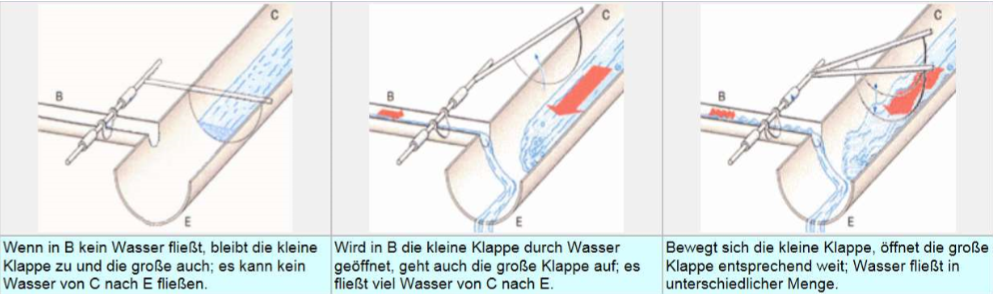 C
B
E
Wenn in B kein Wasser fließt, bleibt die kleine
Klappe zu und die große auch; es kann kein
Wasser von C nach E fließen.
C
B
E
Wird in B die kleine Klappe durch Wasser
geöffnet, geht auch die große Klappe auf; es
fließt viel Wasser von C nach E.
C
B
E
Bewegt sich die kleine Klappe, öffnet die große
Klappe entsprechend weit; Wasser fließt in
unterschiedlicher Menge.